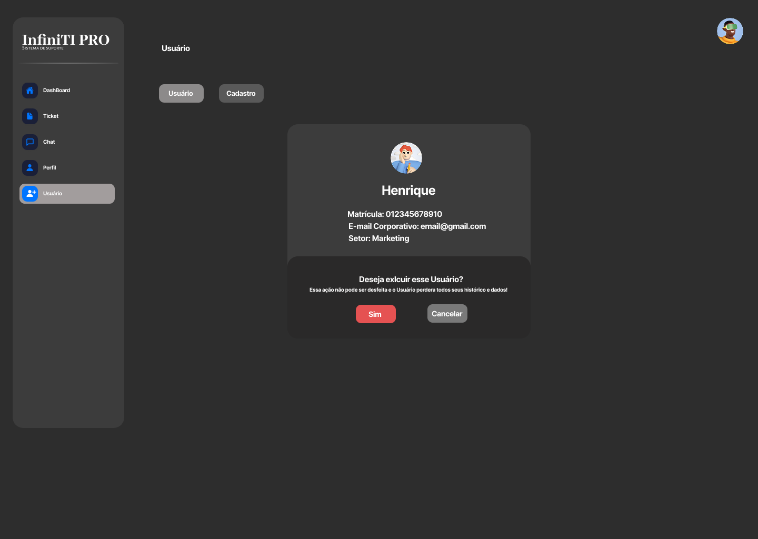 InfiniTI PRO
SISTEMA DE SUPORTE
DashBoard
Ticket
Chat
Perfil
Usuário
Usuário
Usuário
Cadastro
Henrique
Matrícula: 012345678910
E-mail Corporativo: email@gmail.com
Setor: Marketing
Deseja exlcuir esse Usuário?
Essa ação não pode ser desfeita e o Usuário perdera todos seus histórico e dados!
Sim
Cancelar